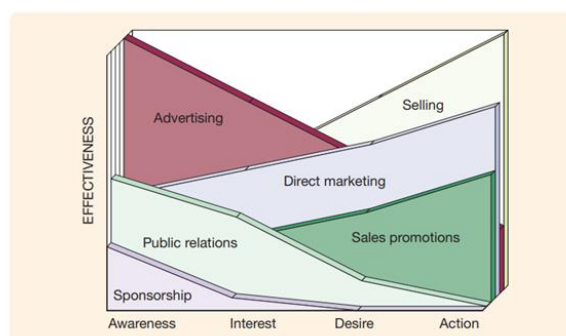 EFFECTIVENESS
Advertising
Selling
Direct marketing
Public relations
Sales promotions
Sponsorship
Awareness Interest Desire Action